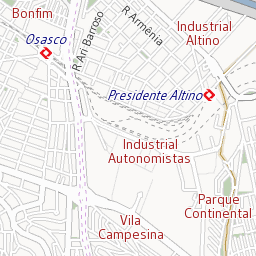 Bonfim
R Armênia
Industrial
Altino
Osasco
R Ari Barroso
Presidente Altino
Industrial
Autonomistas
Parque
Continental
Vila
Campesina